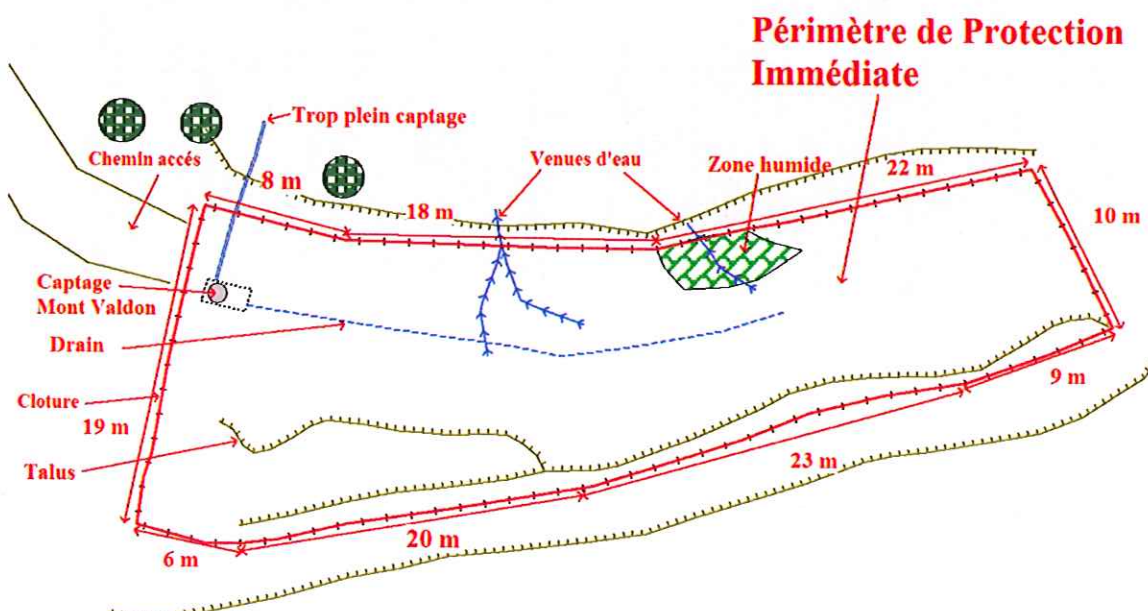 Périmètre de Protection
Immédiate
Trop plein captage
Chemin accés
Venues d'eau
Zone humide
22 m
8 m
18 m
10 m
Captage
Mont Valdon
Drain
Cloture
19 m
9 m
Talus
23 m
20 m
6 m